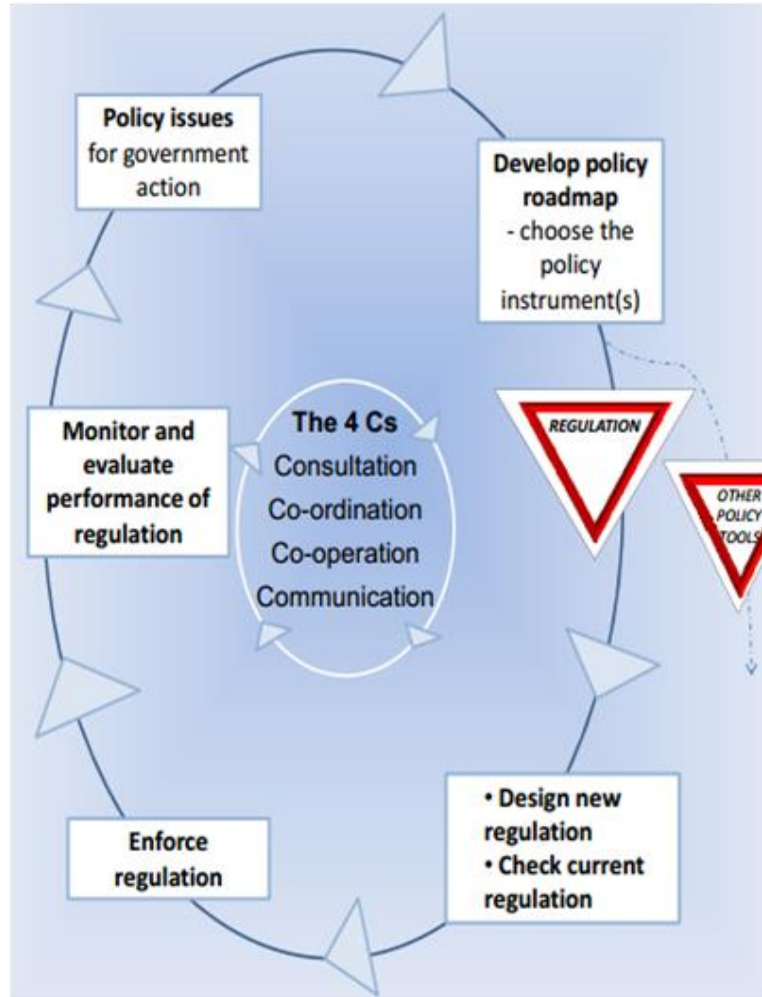 Policy issues
for government
action
Develop policy
roadmap
- choose the
policy
instrument(s)
REGULATION
OTHER
POLICY
TOOLS
The 4 Cs
Consultation
Co-ordination
Co-operation
Communication
Monitor and
evaluate
performance of
regulation
Enforce
regulation
• Design new
regulation
• Check current
regulation